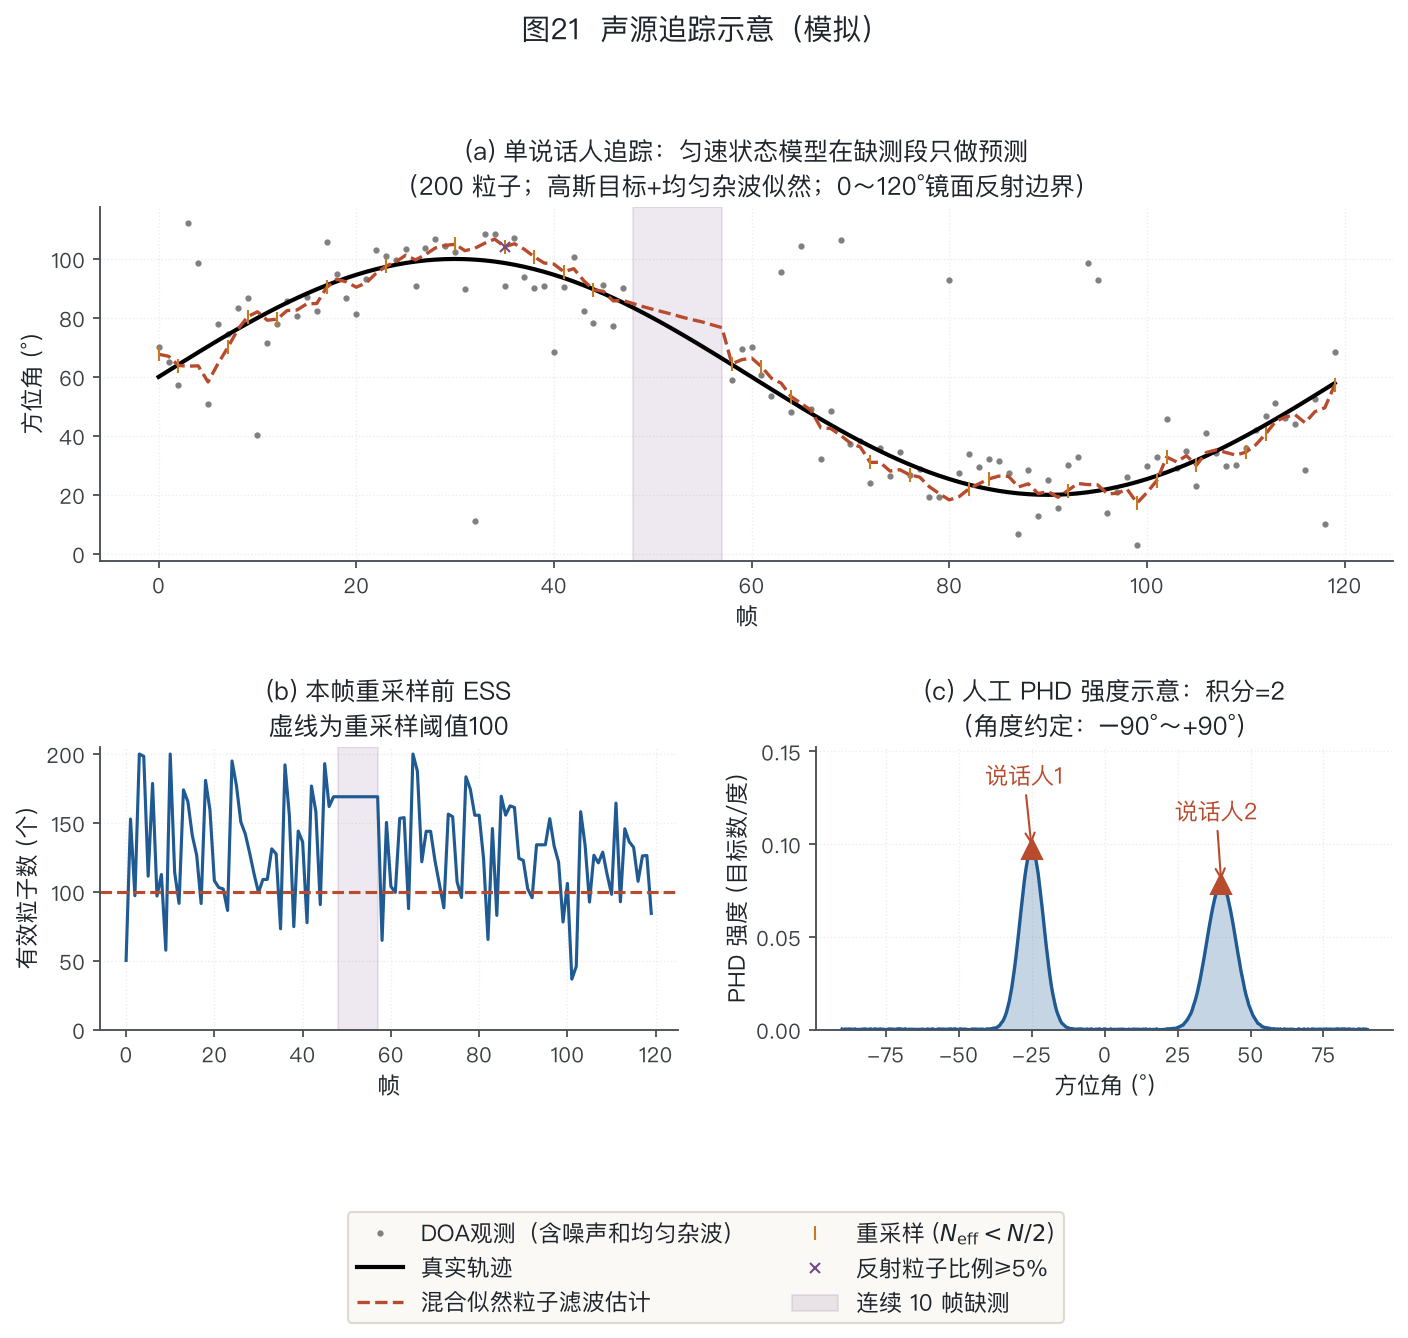 图21 声源追踪示意（模拟）
(a) 单说话人追踪：匀速状态模型在缺测段只做预测
（200 粒子；高斯目标+均匀杂波似然；0～120°镜面反射边界）
方位角 (°)
100
80
60
40
20
0
0 20 40 60 80 100 120
帧
(b) 本帧重采样前 ESS
虚线为重采样阈值100
有效粒子数 (个)
200
150
100
50
0
0 20 40 60 80 100 120
帧
(c) 人工 PHD 强度示意：积分=2
（角度约定：−90°～+90°）
PHD 强度 (目标数/度)
0.15
0.10
0.05
0.00
说话人1
说话人2
−75 −50 −25 0 25 50 75
方位角 (°)
DOA观测（含噪声和均匀杂波）
真实轨迹
混合似然粒子滤波估计
重采样 (N_eff < N/2)
反射粒子比例≥5%
连续 10 帧缺测